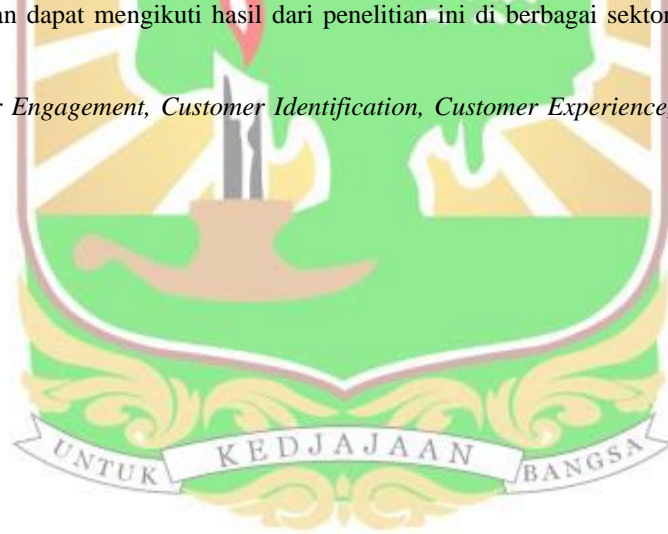 an dapat mengikuti hasil dari penelitian ini di berbagai sektor
Engagement, Customer Identification, Customer Experience,
UNTUK KEDJAJAAN BANGSA